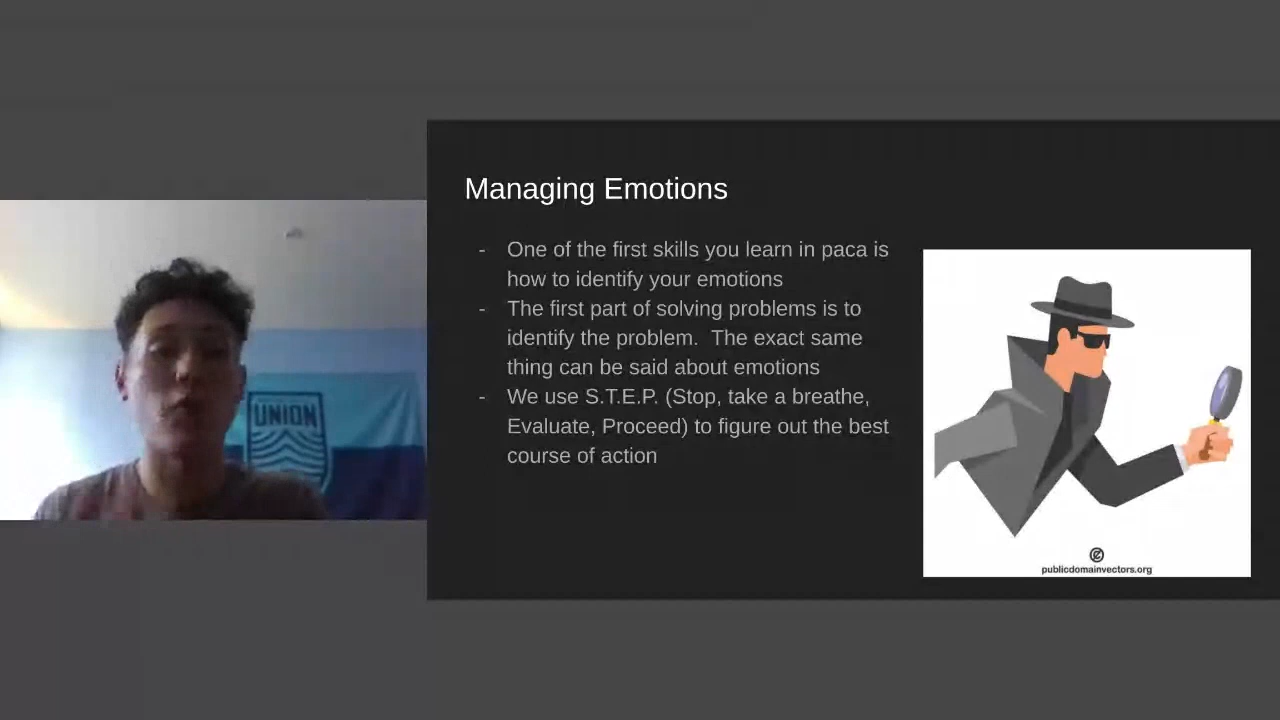 Managing Emotions
- One of the first skills you learn in paca is
how to identify your emotions
- The first part of solving problems is to
identify the problem.  The exact same
thing can be said about emotions
- We use S.T.E.P. (Stop, take a breathe,
Evaluate, Proceed) to figure out the best
course of action
UNION
publicdomainvectors.org